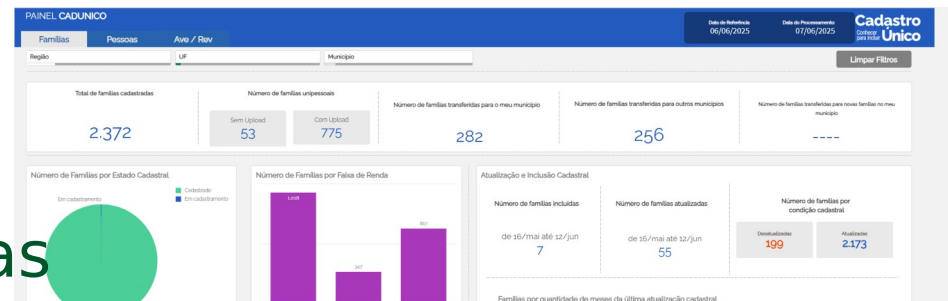 PAINEL CADUNICO
Famílias Pessoas Ave / Rev
Data de Referência Data do Processamento
06/06/2025 07/06/2025
Cadastro
Conhecer para incluir Único
Região UF Município
Limpar Filtros
Total de famílias cadastradas
2.372
Número de famílias unipessoais
Sem Upload Com Upload
53 775
Número de famílias transferidas para o meu município
282
Número de famílias transferidas para outros municípios
256
Número de famílias transferidas para novas famílias no meu município
----
Número de Famílias por Estado Cadastral
Em cadastramento
Cadastrado
Em cadastramento
Número de Famílias por Faixa de Renda
347
Atualização e Inclusão Cadastral
Número de famílias incluídas
de 16/mai até 12/jun
7
Número de famílias atualizadas
de 16/mai até 12/jun
55
Número de famílias por condição cadastral
Desatualizadas Atualizadas
199 2.173
Famílias por quantidade de meses da última atualização cadastral
as